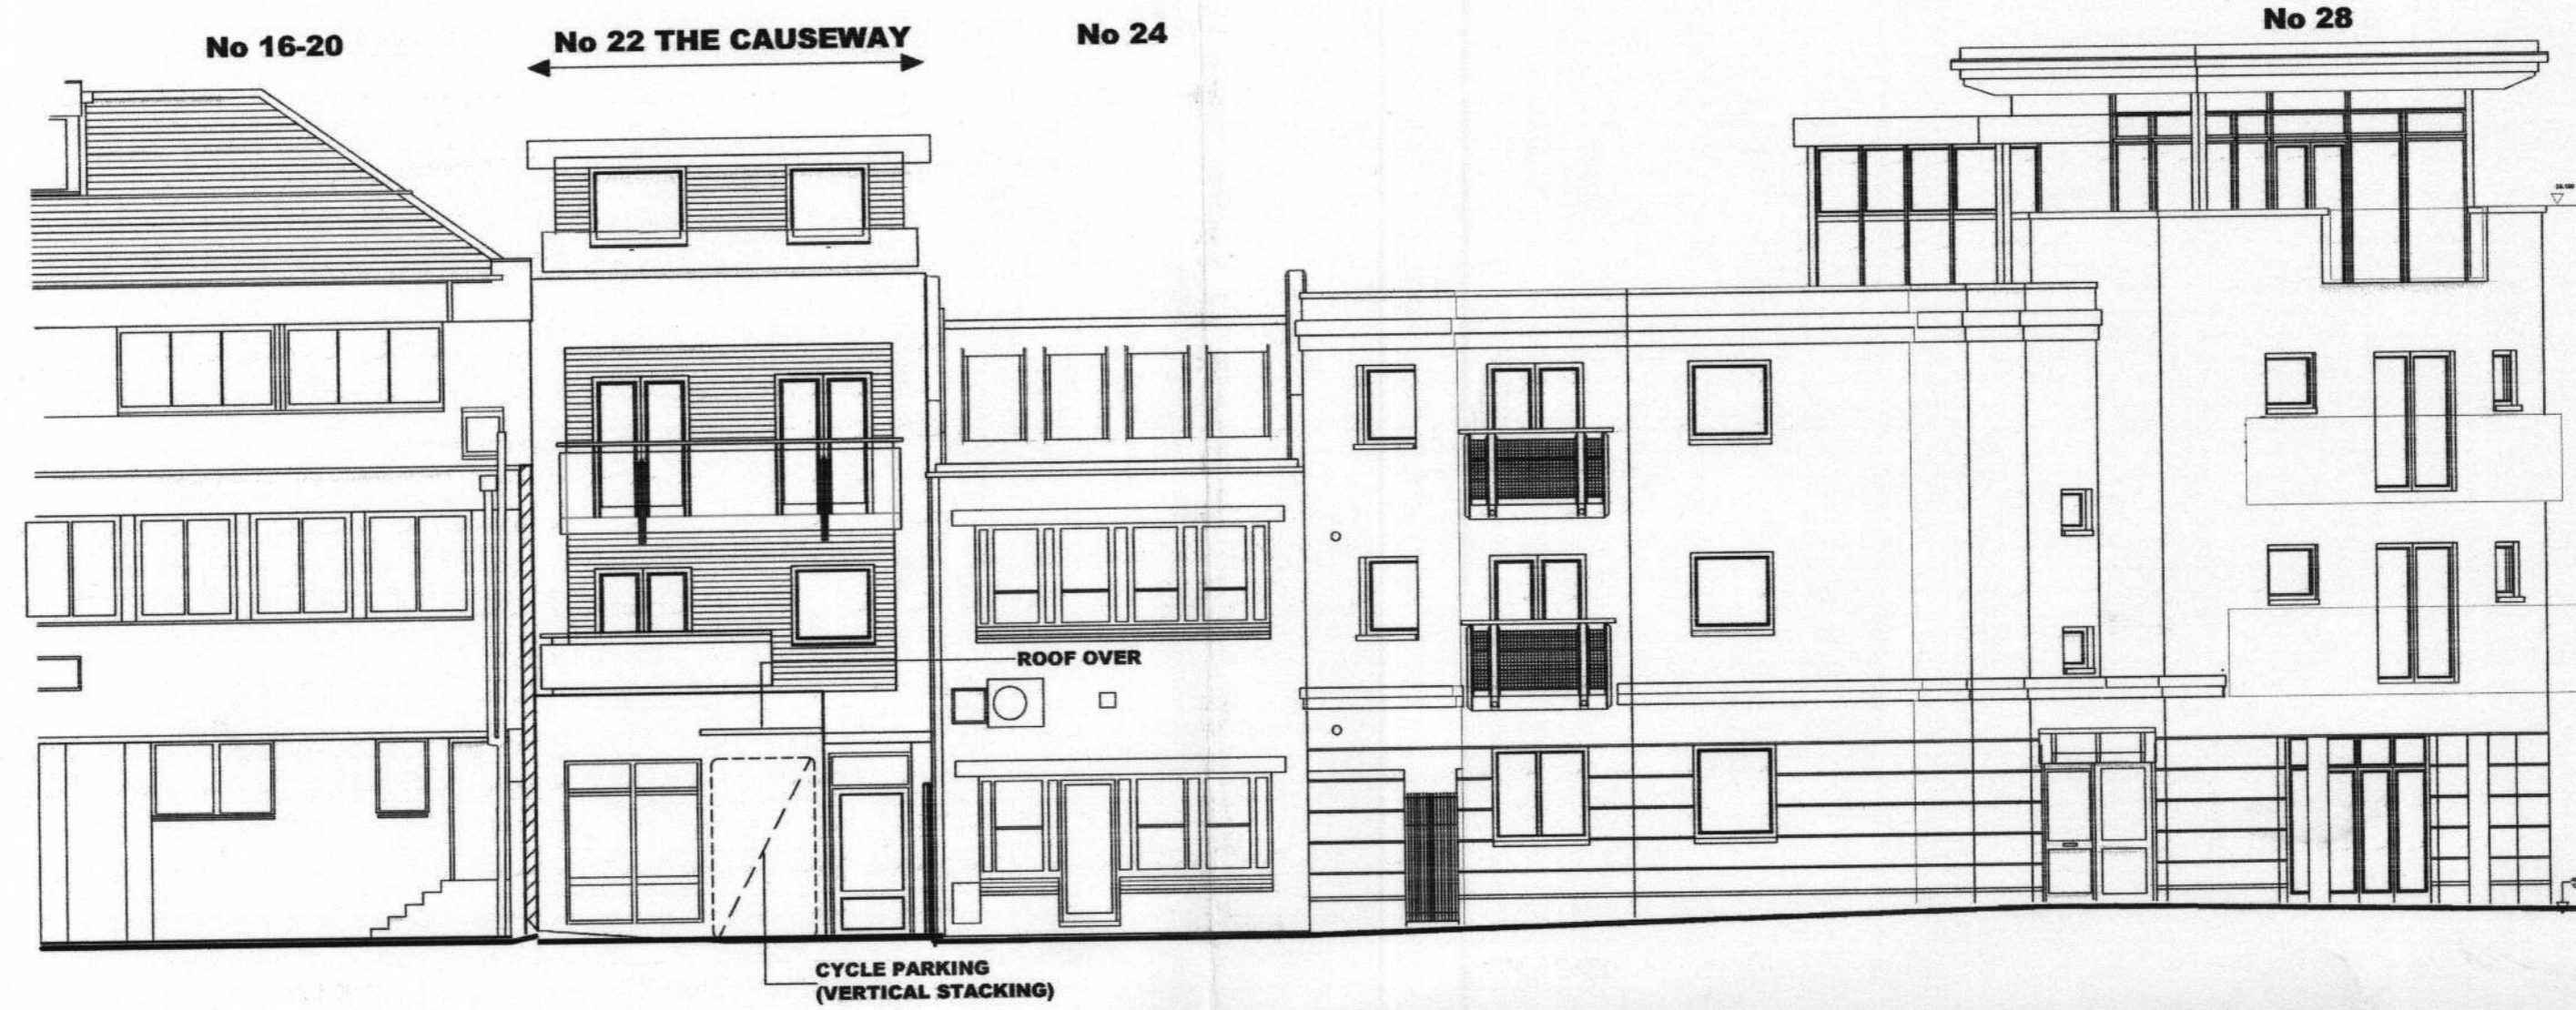 No 16-20
No 22 THE CAUSEWAY
No 24
No 28
ROOF OVER
CYCLE PARKING
(VERTICAL STACKING)